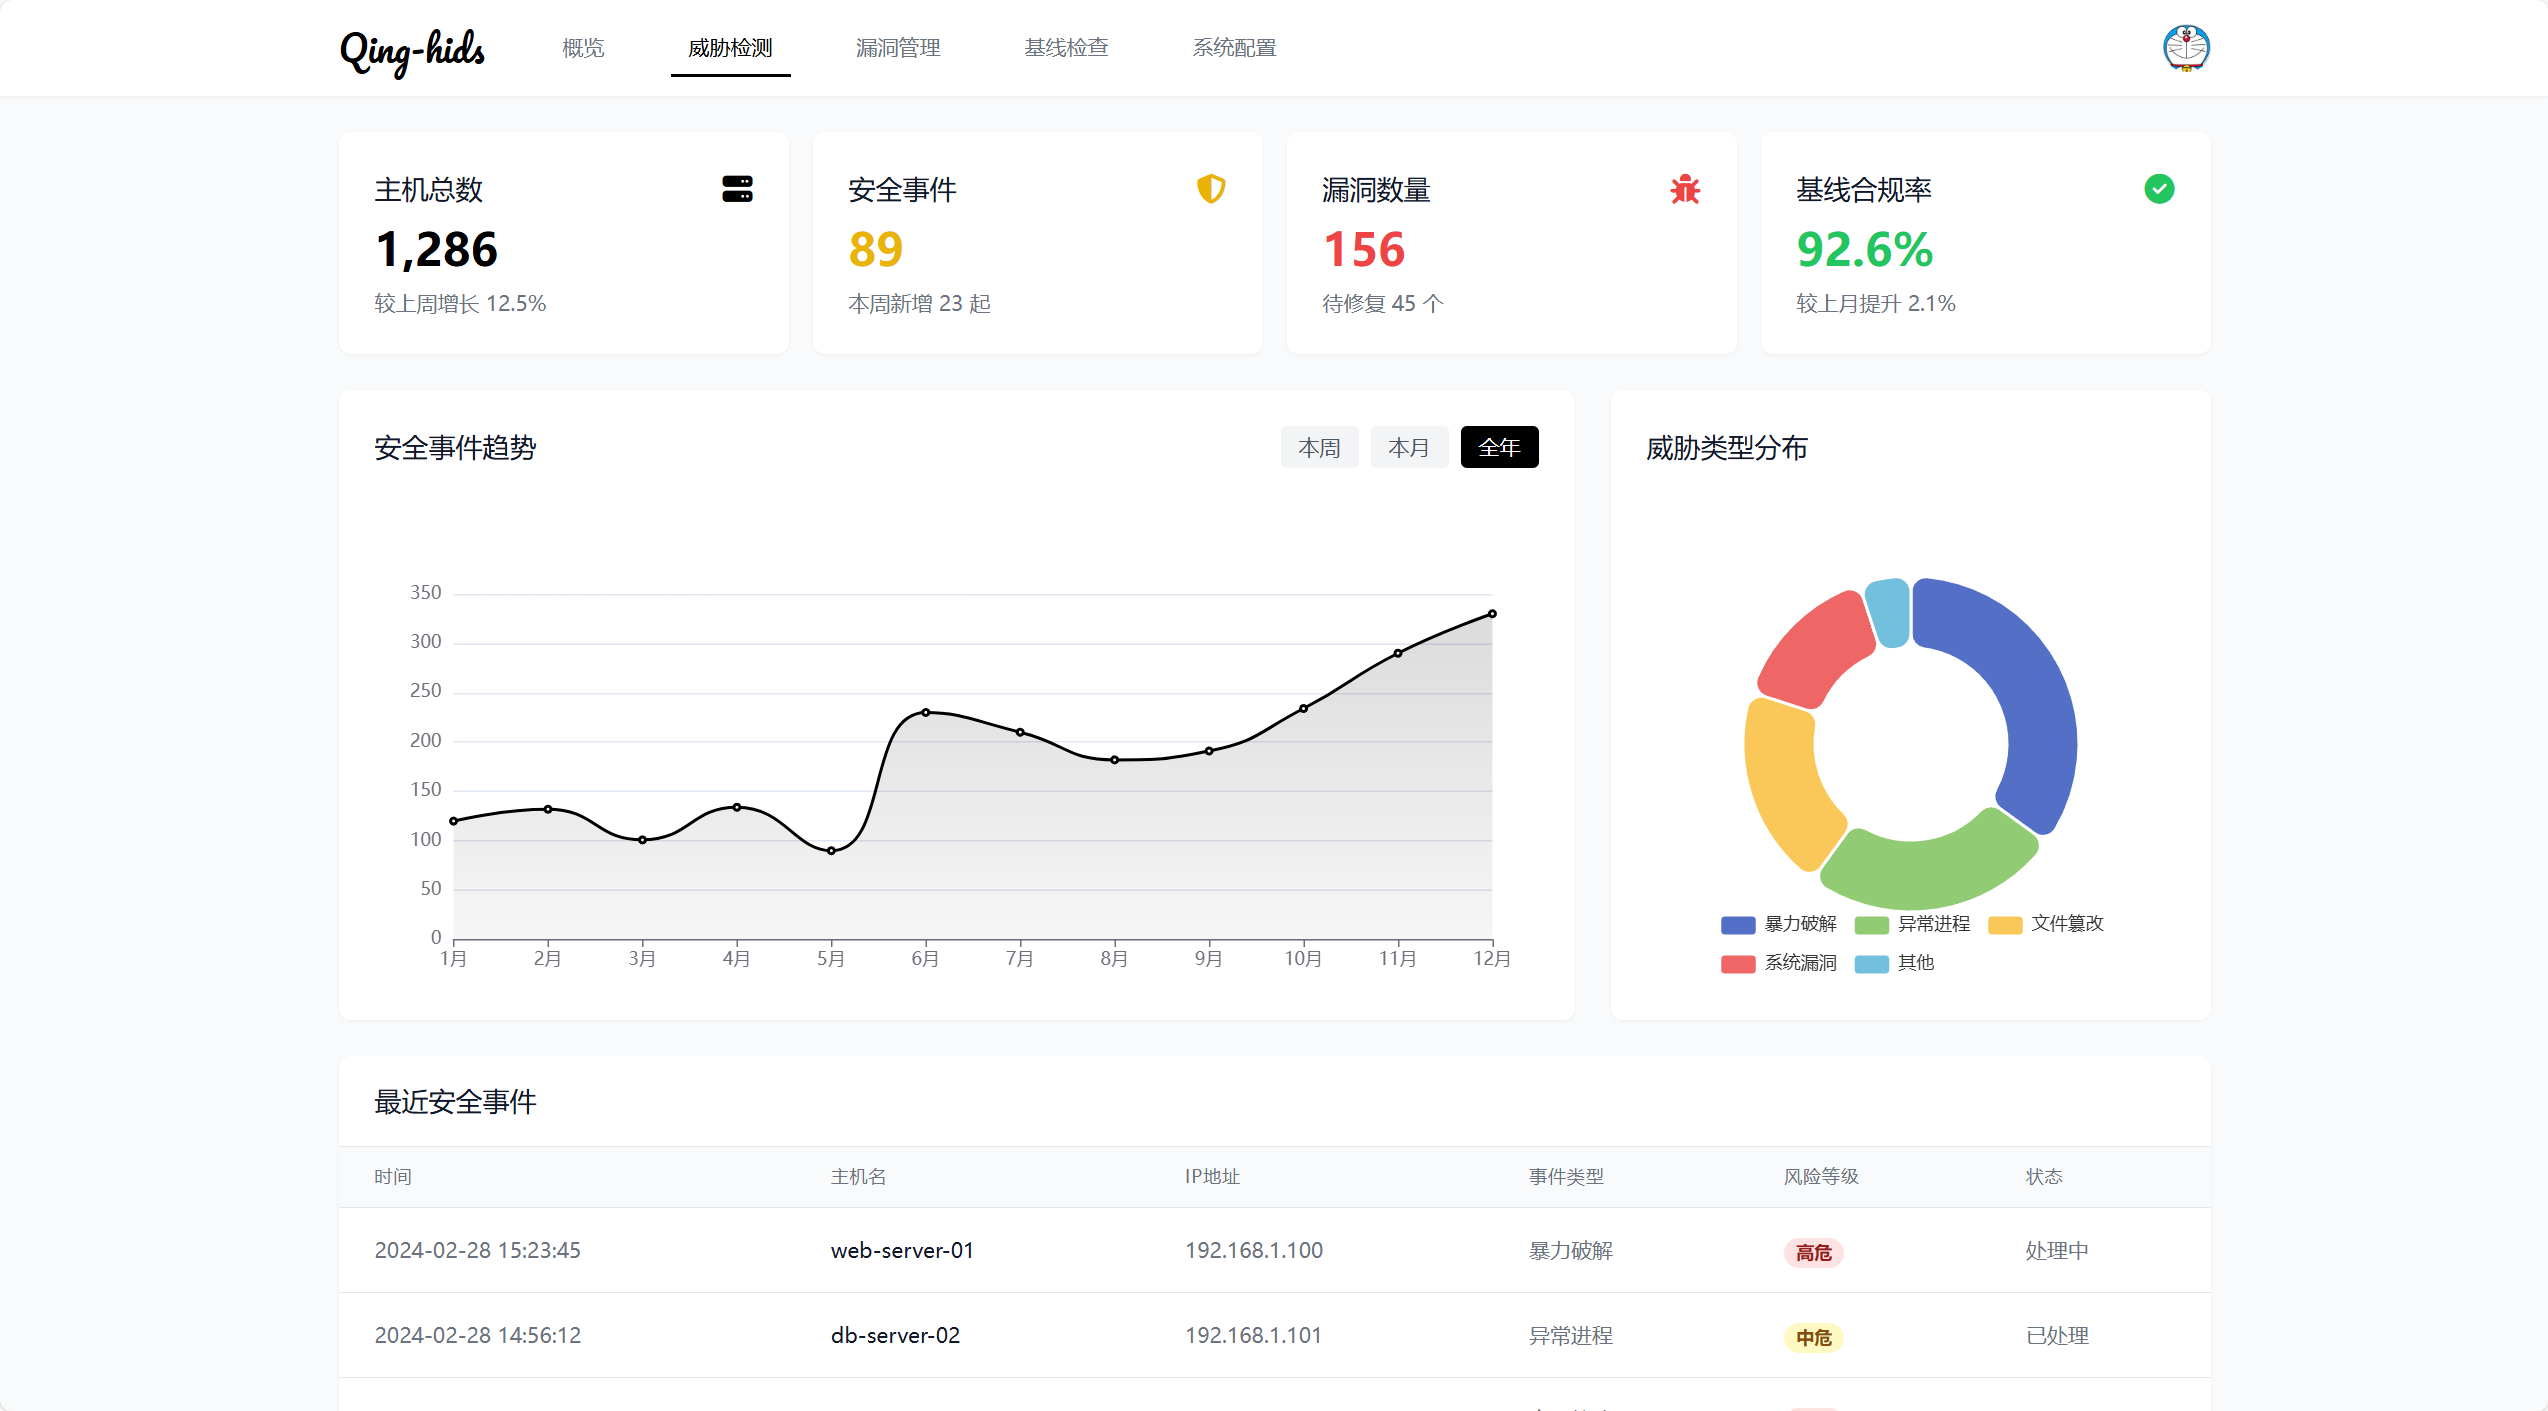 Qing-hids 概览 威胁检测 漏洞管理 基线检查 系统配置
主机总数
1,286
较上周增长 12.5%
安全事件
89
本周新增 23 起
漏洞数量
156
待修复 45 个
基线合规率
92.6%
较上月提升 2.1%
安全事件趋势 本周 本月 全年
350
300
250
200
150
100
50
0
1月 2月 3月 4月 5月 6月 7月 8月 9月 10月 11月 12月
威胁类型分布
暴力破解 异常进程 文件篡改
系统漏洞 其他
最近安全事件
时间 主机名 IP地址 事件类型 风险等级 状态
2024-02-28 15:23:45 web-server-01 192.168.1.100 暴力破解 高危 处理中
2024-02-28 14:56:12 db-server-02 192.168.1.101 异常进程 中危 已处理